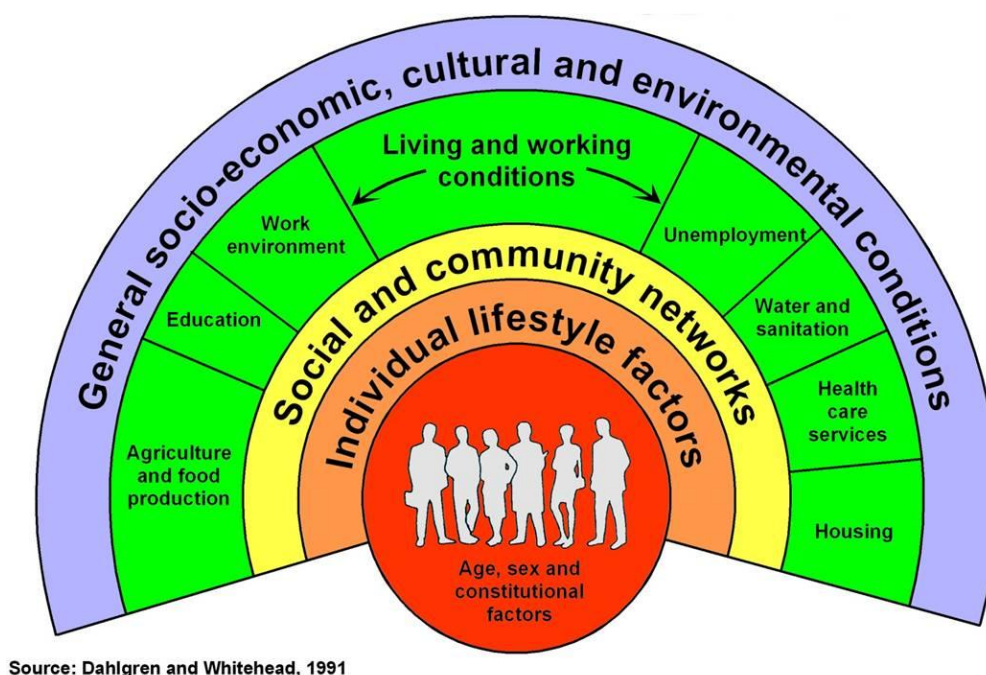 General socio-economic, cultural and environmental conditions
Living and working
conditions
Work
environment
Unemployment
Education
Water and
sanitation
Agriculture
and food
production
Health
care
services
Housing
Social and community networks
Individual lifestyle factors
Age, sex and
constitutional
factors
Source: Dahlgren and Whitehead, 1991